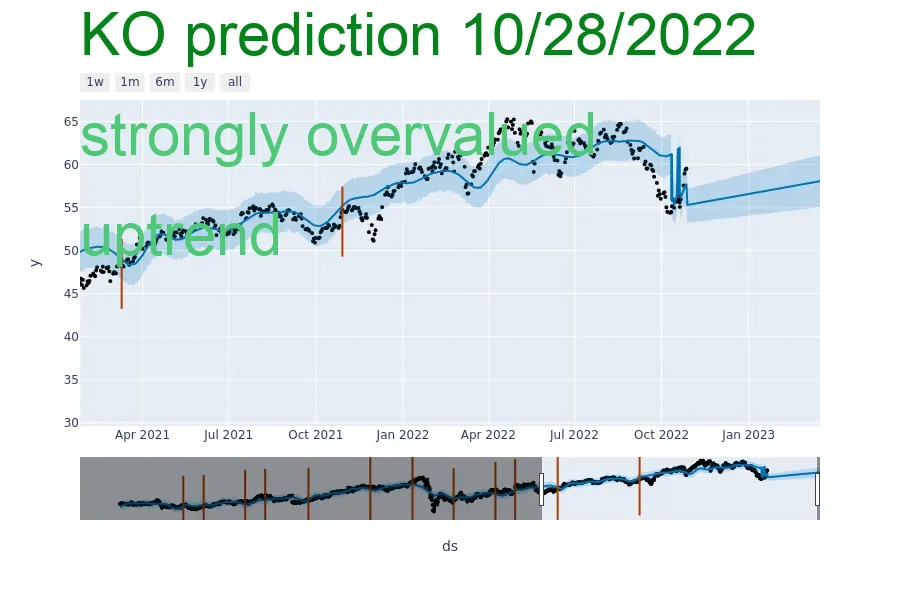 KO prediction 10/28/2022
1w 1m 6m 1y all
strongly overvalued
uptrend
65
60
55
50
45
40
35
30
y
Apr 2021 Jul 2021 Oct 2021 Jan 2022 Apr 2022 Jul 2022 Oct 2022 Jan 2023
ds